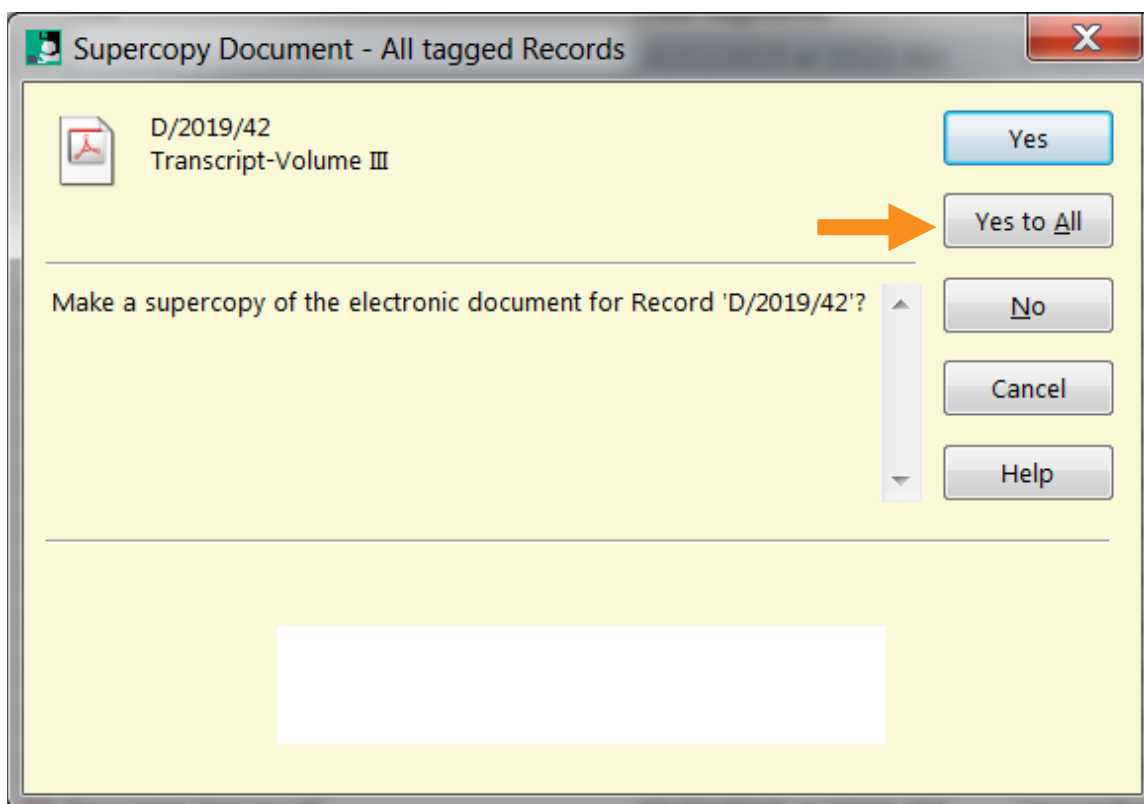 Supercopy Document - All tagged Records
D/2019/42
Transcript-Volume Ⅲ
Make a supercopy of the electronic document for Record 'D/2019/42'?
Yes
Yes to All
No
Cancel
Help